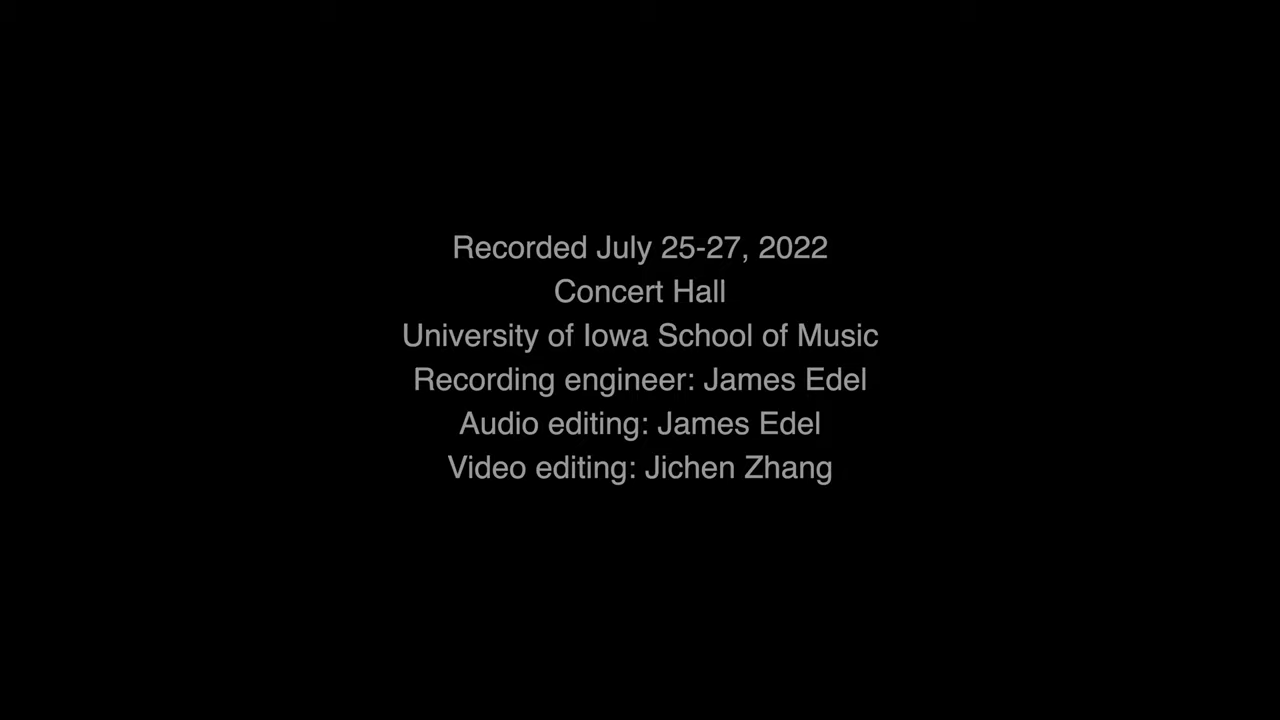 Recorded July 25-27, 2022
Concert Hall
University of Iowa School of Music
Recording engineer: James Edel
Audio editing: James Edel
Video editing: Jichen Zhang